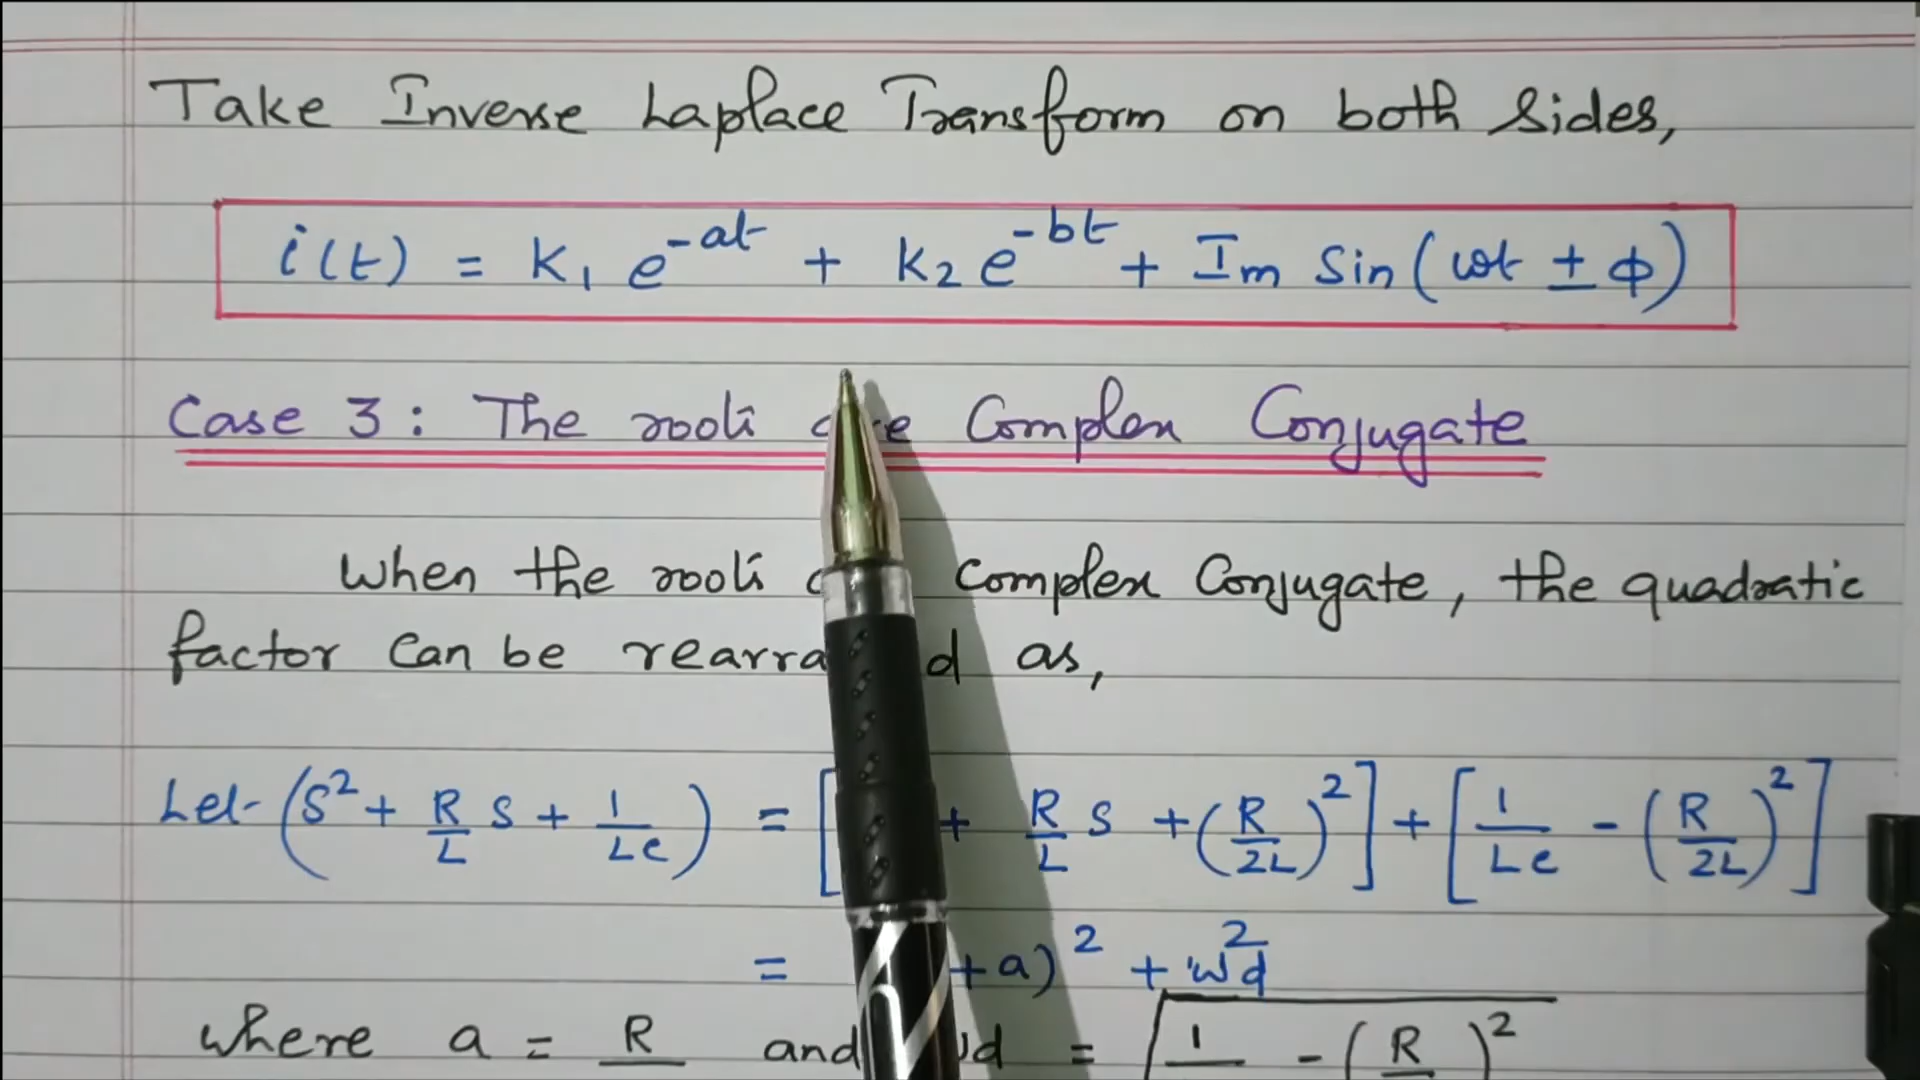 Take Inverse Laplace Transform on both Sides,
i(t) = K₁ e^{-at} + K₂ e^{-bt} + Im Sin(ωt ± φ)
Case 3: The roots Complex Conjugate
When the roots Complex Conjugate, the quadratic
factor Can be as,
Let (S² + R/L S + 1/LC) = [ + R/L S + (R/2L)²] + [1/LC - (R/2L)²]
= +a)² + ωd²
where a = R and = √1 - (R)²